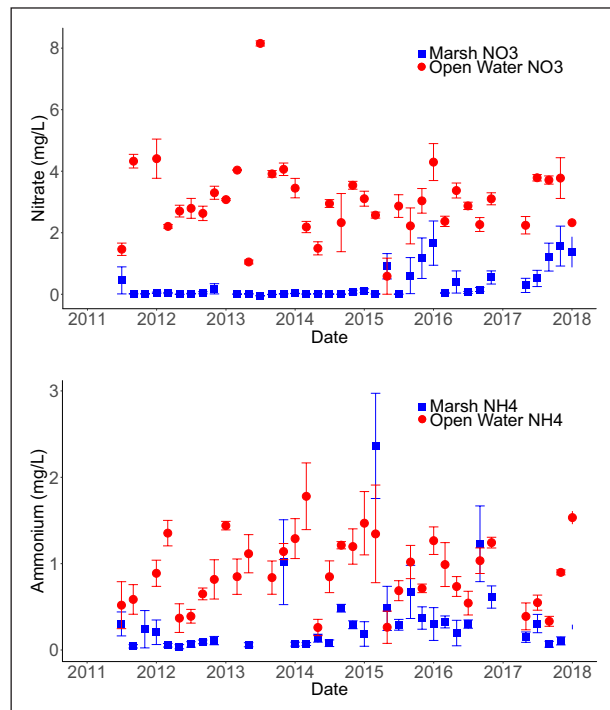 Nitrate (mg/L)
8
6
4
2
0
Marsh NO3
Open Water NO3
2011 2012 2013 2014 2015 2016 2017 2018
Date
Ammonium (mg/L)
3
2
1
0
Marsh NH4
Open Water NH4
2011 2012 2013 2014 2015 2016 2017 2018
Date